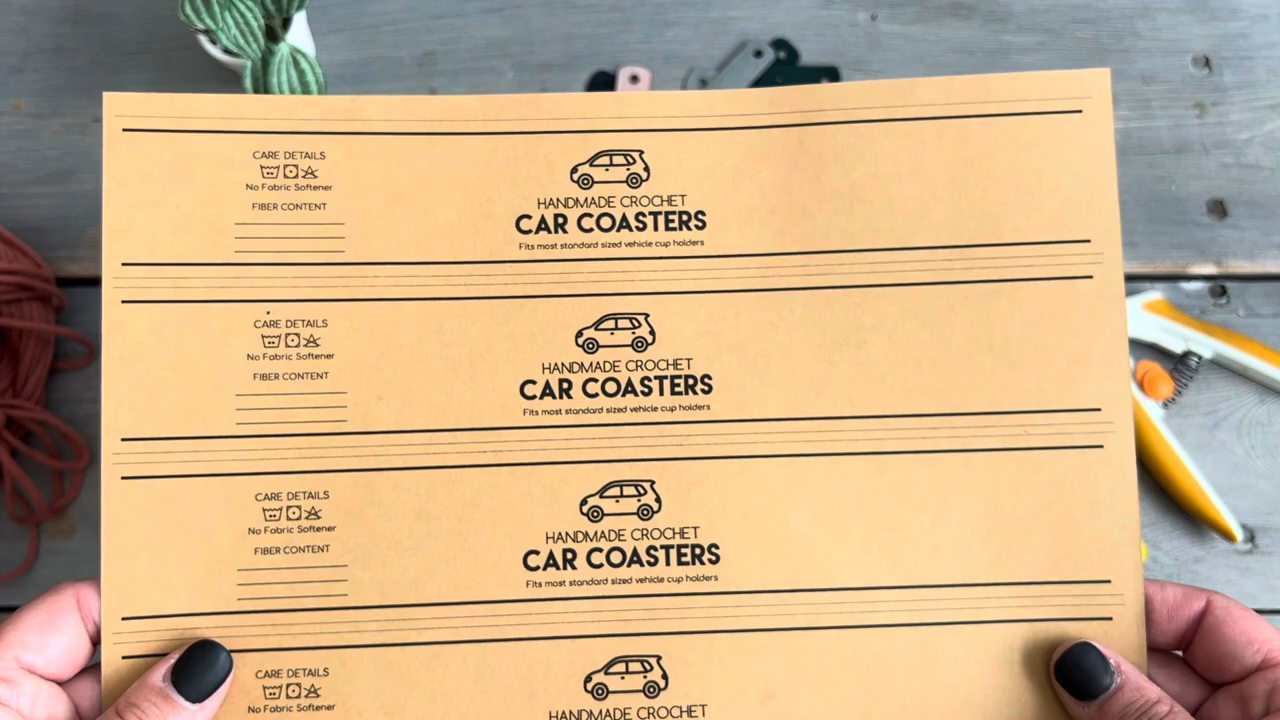 CARE DETAILS
No Fabric Softener
FIBER CONTENT
HANDMADE CROCHET
CAR COASTERS
Fits most standard sized vehicle cup holders
CARE DETAILS
No Fabric Softener
FIBER CONTENT
HANDMADE CROCHET
CAR COASTERS
Fits most standard sized vehicle cup holders
CARE DETAILS
No Fabric Softener
FIBER CONTENT
HANDMADE CROCHET
CAR COASTERS
Fits most standard sized vehicle cup holders
CARE DETAILS
No Fabric Softener
HANDMADE CROCHET